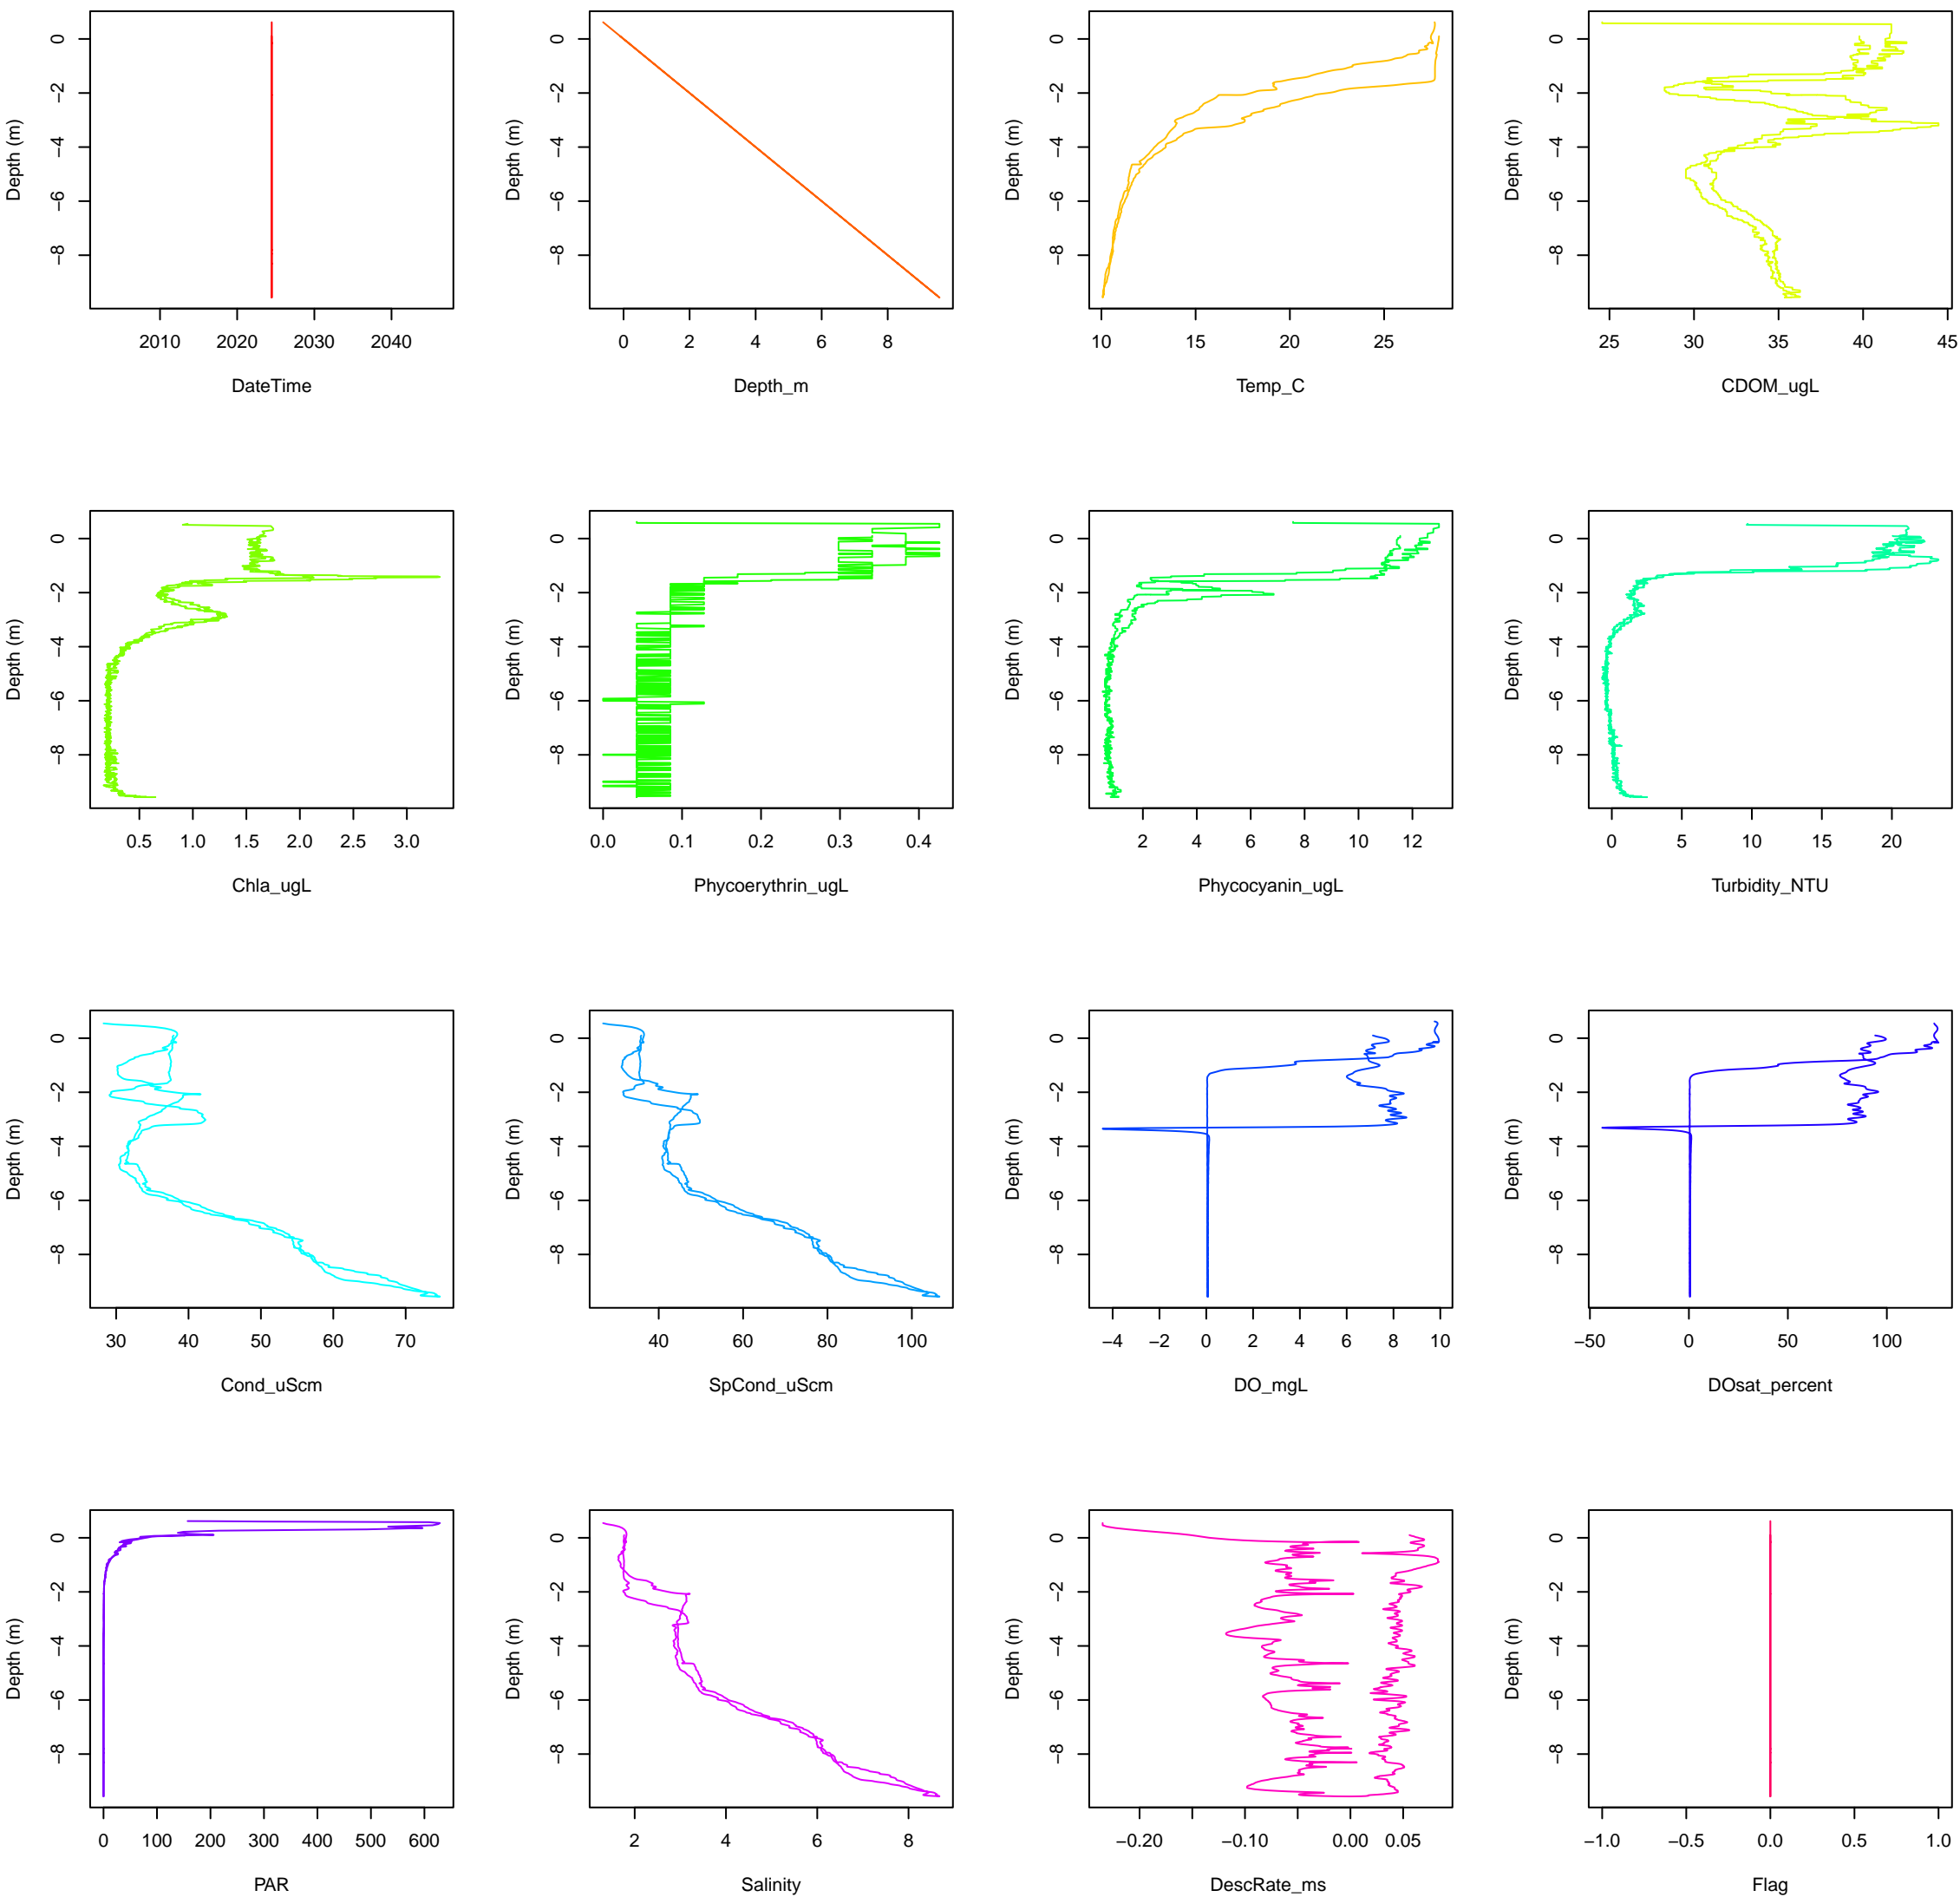 0 0 0 0
−2 −2 −2 −2
−4 −4 −4 −4
−6 −6 −6 −6
−8 −8 −8 −8
Depth (m) Depth (m) Depth (m) Depth (m)
2010 2020 2030 2040 0 2 4 6 8 10 15 20 25 25 30 35 40 45
DateTime Depth_m Temp_C CDOM_ugL
0 0 0 0
−2 −2 −2 −2
−4 −4 −4 −4
−6 −6 −6 −6
−8 −8 −8 −8
Depth (m) Depth (m) Depth (m) Depth (m)
0.5 1.0 1.5 2.0 2.5 3.0 0.0 0.1 0.2 0.3 0.4 2 4 6 8 10 12 0 5 10 15 20
Chla_ugL Phycoerythrin_ugL Phycocyanin_ugL Turbidity_NTU
0 0 0 0
−2 −2 −2 −2
−4 −4 −4 −4
−6 −6 −6 −6
−8 −8 −8 −8
Depth (m) Depth (m) Depth (m) Depth (m)
30 40 50 60 70 40 60 80 100 −4 −2 0 2 4 6 8 10 −50 0 50 100
Cond_uScm SpCond_uScm DO_mgL DOsat_percent
0 0 0 0
−2 −2 −2 −2
−4 −4 −4 −4
−6 −6 −6 −6
−8 −8 −8 −8
Depth (m) Depth (m) Depth (m) Depth (m)
0 100 200 300 400 500 600 2 4 6 8 −0.20 −0.10 0.00 0.05 −1.0 −0.5 0.0 0.5 1.0
PAR Salinity DescRate_ms Flag